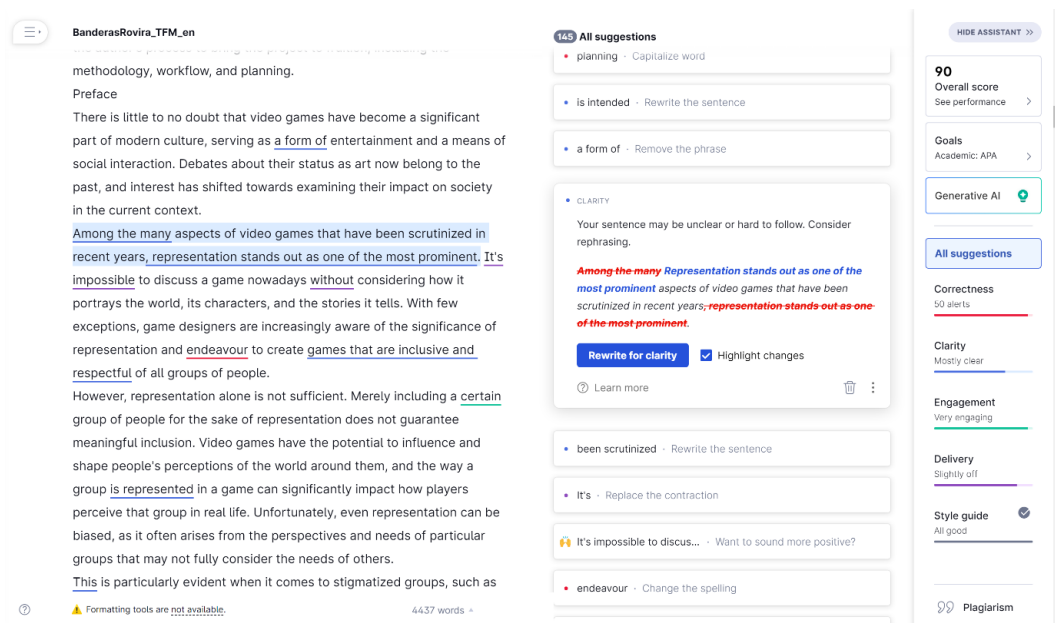 BanderasRovira_TFM_en
methodology, workflow, and planning.
Preface
There is little to no doubt that video games have become a significant
part of modern culture, serving as a form of entertainment and a means of
social interaction. Debates about their status as art now belong to the
past, and interest has shifted towards examining their impact on society
in the current context.
Among the many aspects of video games that have been scrutinized in
recent years, representation stands out as one of the most prominent. It's
impossible to discuss a game nowadays without considering how it
portrays the world, its characters, and the stories it tells. With few
exceptions, game designers are increasingly aware of the significance of
representation and endeavour to create games that are inclusive and
respectful of all groups of people.
However, representation alone is not sufficient. Merely including a certain
group of people for the sake of representation does not guarantee
meaningful inclusion. Video games have the potential to influence and
shape people's perceptions of the world around them, and the way a
group is represented in a game can significantly impact how players
perceive that group in real life. Unfortunately, even representation can be
biased, as it often arises from the perspectives and needs of particular
groups that may not fully consider the needs of others.
This is particularly evident when it comes to stigmatized groups, such as
Formatting tools are not available.
4437 words
145 All suggestions
planning · Capitalize word
is intended · Rewrite the sentence
a form of · Remove the phrase
CLARITY
Your sentence may be unclear or hard to follow. Consider
rephrasing.
Among the many Representation stands out as one of the
most prominent aspects of video games that have been
scrutinized in recent years, representation stands out as one
of the most prominent.
Rewrite for clarity
Highlight changes
Learn more
been scrutinized · Rewrite the sentence
It's · Replace the contraction
It's impossible to discus... · Want to sound more positive?
endeavour · Change the spelling
HIDE ASSISTANT
90
Overall score
See performance
Goals
Academic: APA
Generative AI
All suggestions
Correctness
50 alerts
Clarity
Mostly clear
Engagement
Very engaging
Delivery
Slightly off
Style guide
All good
Plagiarism